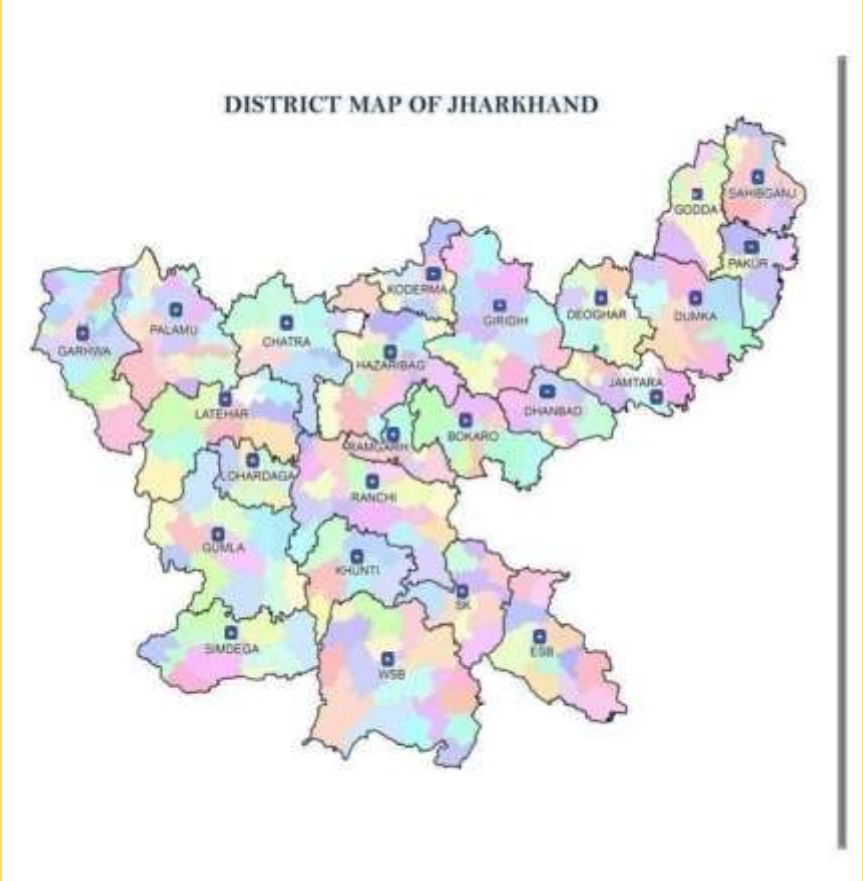 DISTRICT MAP OF JHARKHAND
SAHIBGANJ
GODDA
PAKUR
KODERMA
GIRIDIH
DEOGHAR
DUMKA
PALAMU
GARHWA
CHATRA
HAZARIBAG
JAMTARA
LATEHAR
DHANBAD
BOKARO
RAMGARH
LOHARDAGA
RANCHI
GUMLA
KHUNTI
SK
SIMDEGA
ESB
WSB